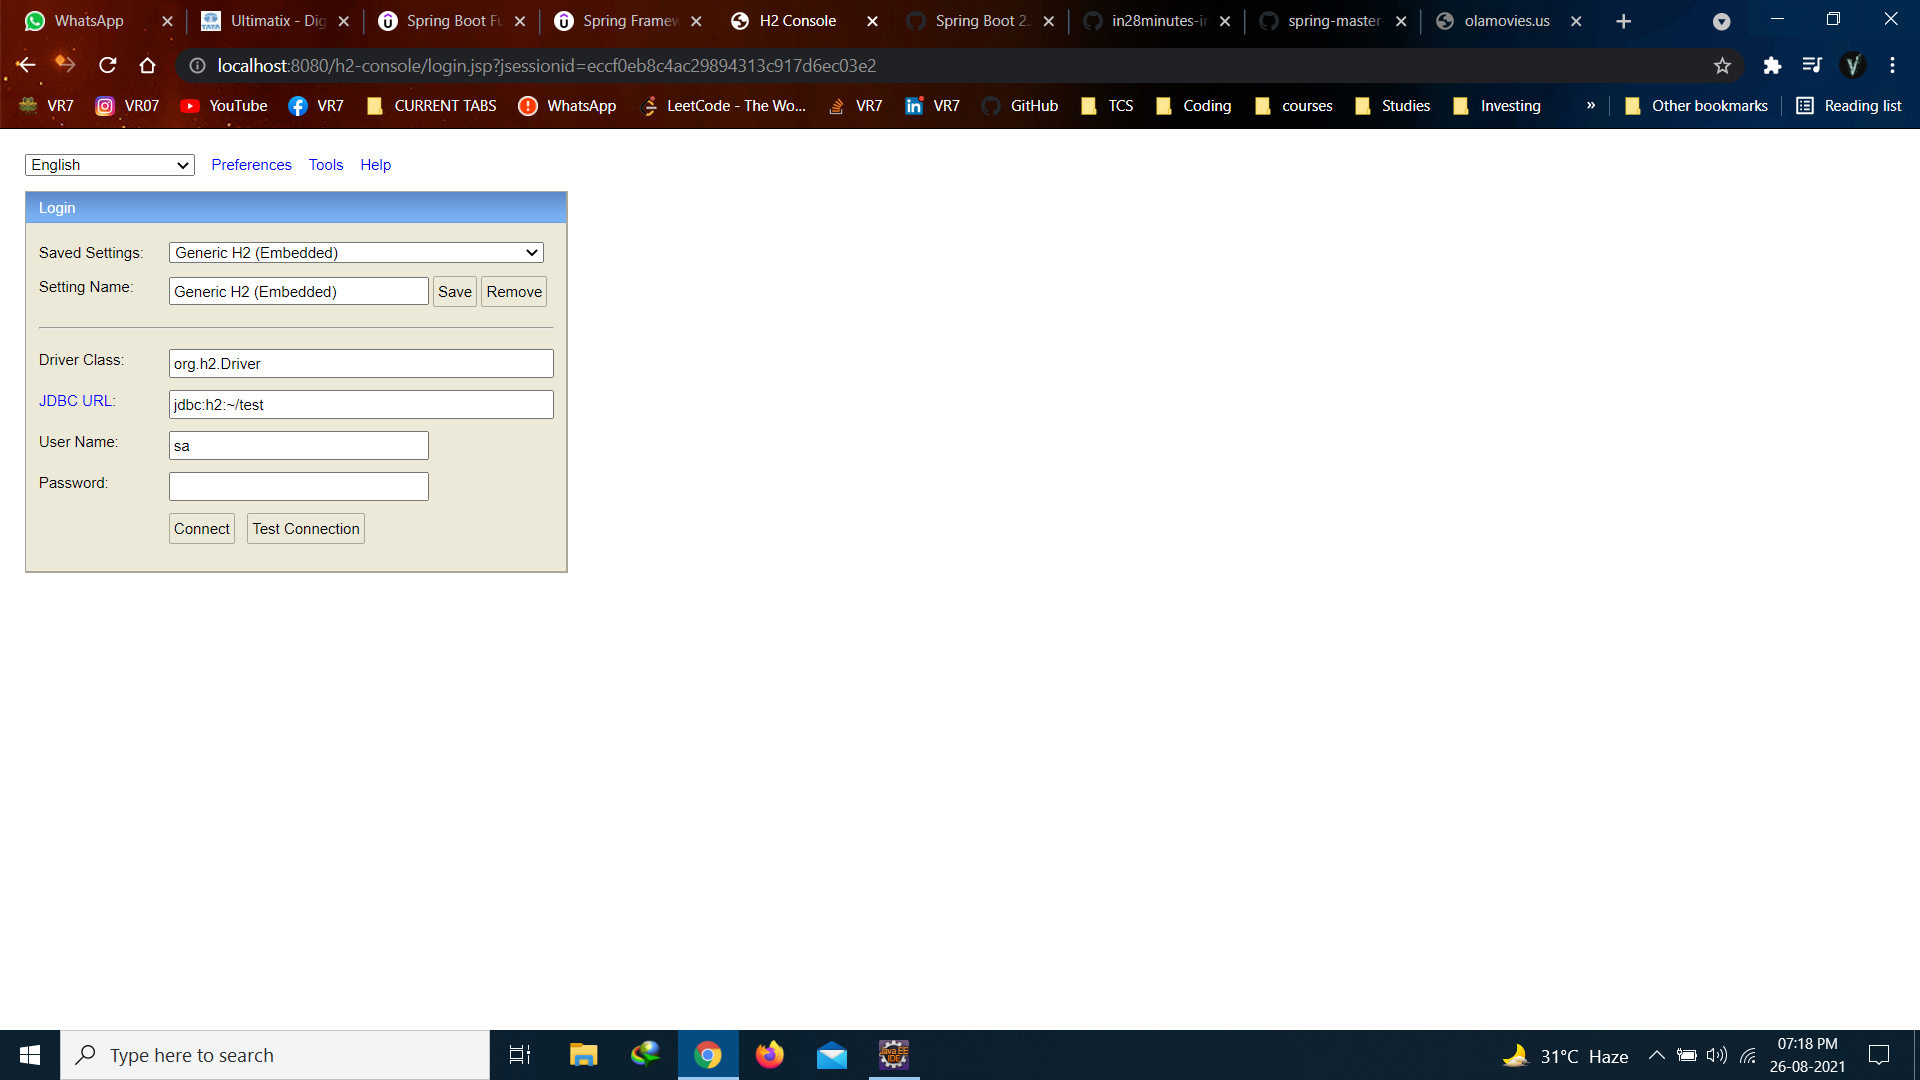 WhatsApp
Ultimatix - Dig
Spring Boot Fu
Spring Framew
H2 Console
Spring Boot 2.
in28minutes-in
spring-master-
olamovies.us
localhost:8080/h2-console/login.jsp?jsessionid=eccf0eb8c4ac29894313c917d6ec03e2
VR7 VR07 YouTube VR7 CURRENT TABS WhatsApp LeetCode - The Wo... VR7 VR7 GitHub TCS Coding courses Studies Investing » Other bookmarks Reading list
English Preferences Tools Help
Login
Saved Settings: Generic H2 (Embedded)
Setting Name: Generic H2 (Embedded) Save Remove
Driver Class: org.h2.Driver
JDBC URL: jdbc:h2:~/test
User Name: sa
Password:
Connect Test Connection
Type here to search
31°C Haze
07:18 PM
26-08-2021